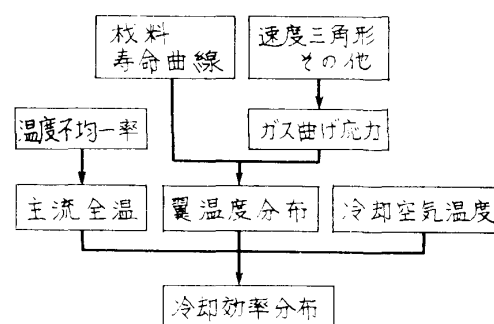 材料
寿命曲線
速度三角形
その他
温度不均一率
ガス曲げ応力
主流全温
翼温度分布
冷却空気温度
冷却効率分布